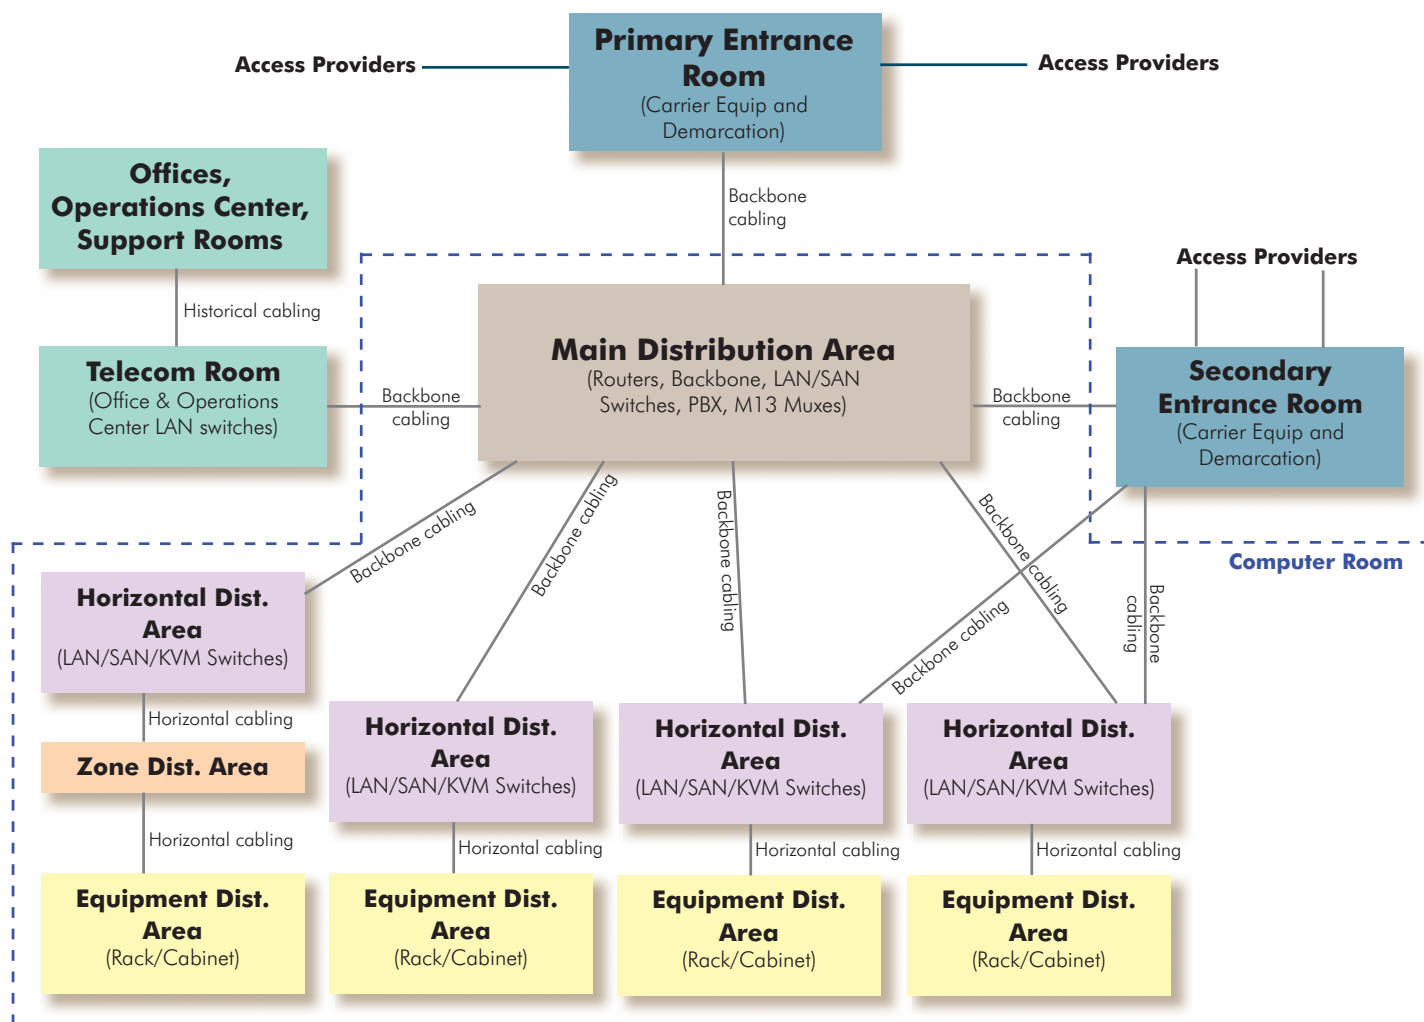 Primary Entrance
Room
(Carrier Equip and
Demarcation)
Access Providers
Access Providers
Backbone
cabling
Offices,
Operations Center,
Support Rooms
Historical cabling
Telecom Room
(Office & Operations
Center LAN switches)
Backbone
cabling
Main Distribution Area
(Routers, Backbone, LAN/SAN
Switches, PBX, M13 Muxes)
Backbone
cabling
Access Providers
Secondary
Entrance Room
(Carrier Equip and
Demarcation)
Computer Room
Backbone cabling
Backbone cabling
Backbone cabling
Backbone cabling
Backbone cabling
Backbone
cabling
Horizontal Dist.
Area
(LAN/SAN/KVM Switches)
Horizontal cabling
Zone Dist. Area
Horizontal cabling
Equipment Dist.
Area
(Rack/Cabinet)
Horizontal Dist.
Area
(LAN/SAN/KVM Switches)
Horizontal cabling
Equipment Dist.
Area
(Rack/Cabinet)
Horizontal Dist.
Area
(LAN/SAN/KVM Switches)
Horizontal cabling
Equipment Dist.
Area
(Rack/Cabinet)
Horizontal Dist.
Area
(LAN/SAN/KVM Switches)
Horizontal cabling
Equipment Dist.
Area
(Rack/Cabinet)